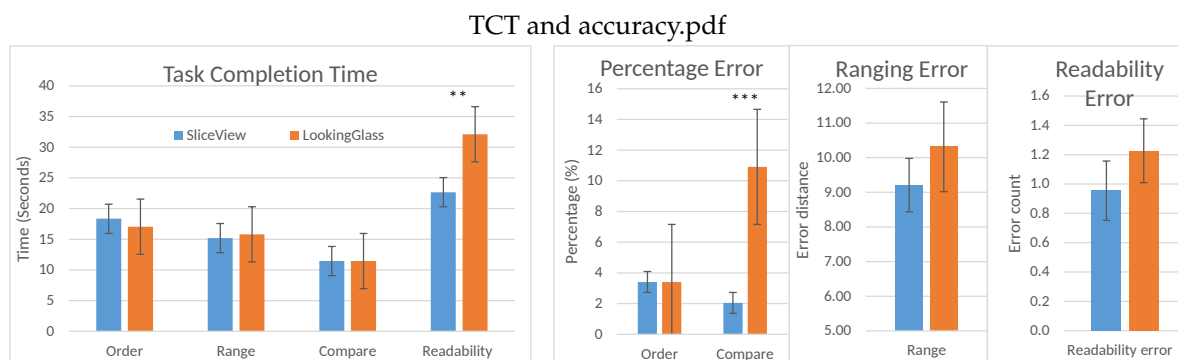 TCT and accuracy.pdf
Task Completion Time
Time (Seconds)
40
35
30
25
20
15
10
5
0
**
SliceView
LookingGlass
Order
Range
Compare
Readability
Percentage Error
Percentage (%)
16
14
12
10
8
6
4
2
0
***
Order
Compare
Ranging Error
Error distance
12.00
11.00
10.00
9.00
8.00
7.00
6.00
5.00
Range
Readability
Error
Error count
1.6
1.4
1.2
1.0
0.8
0.6
0.4
0.2
0.0
Readability error